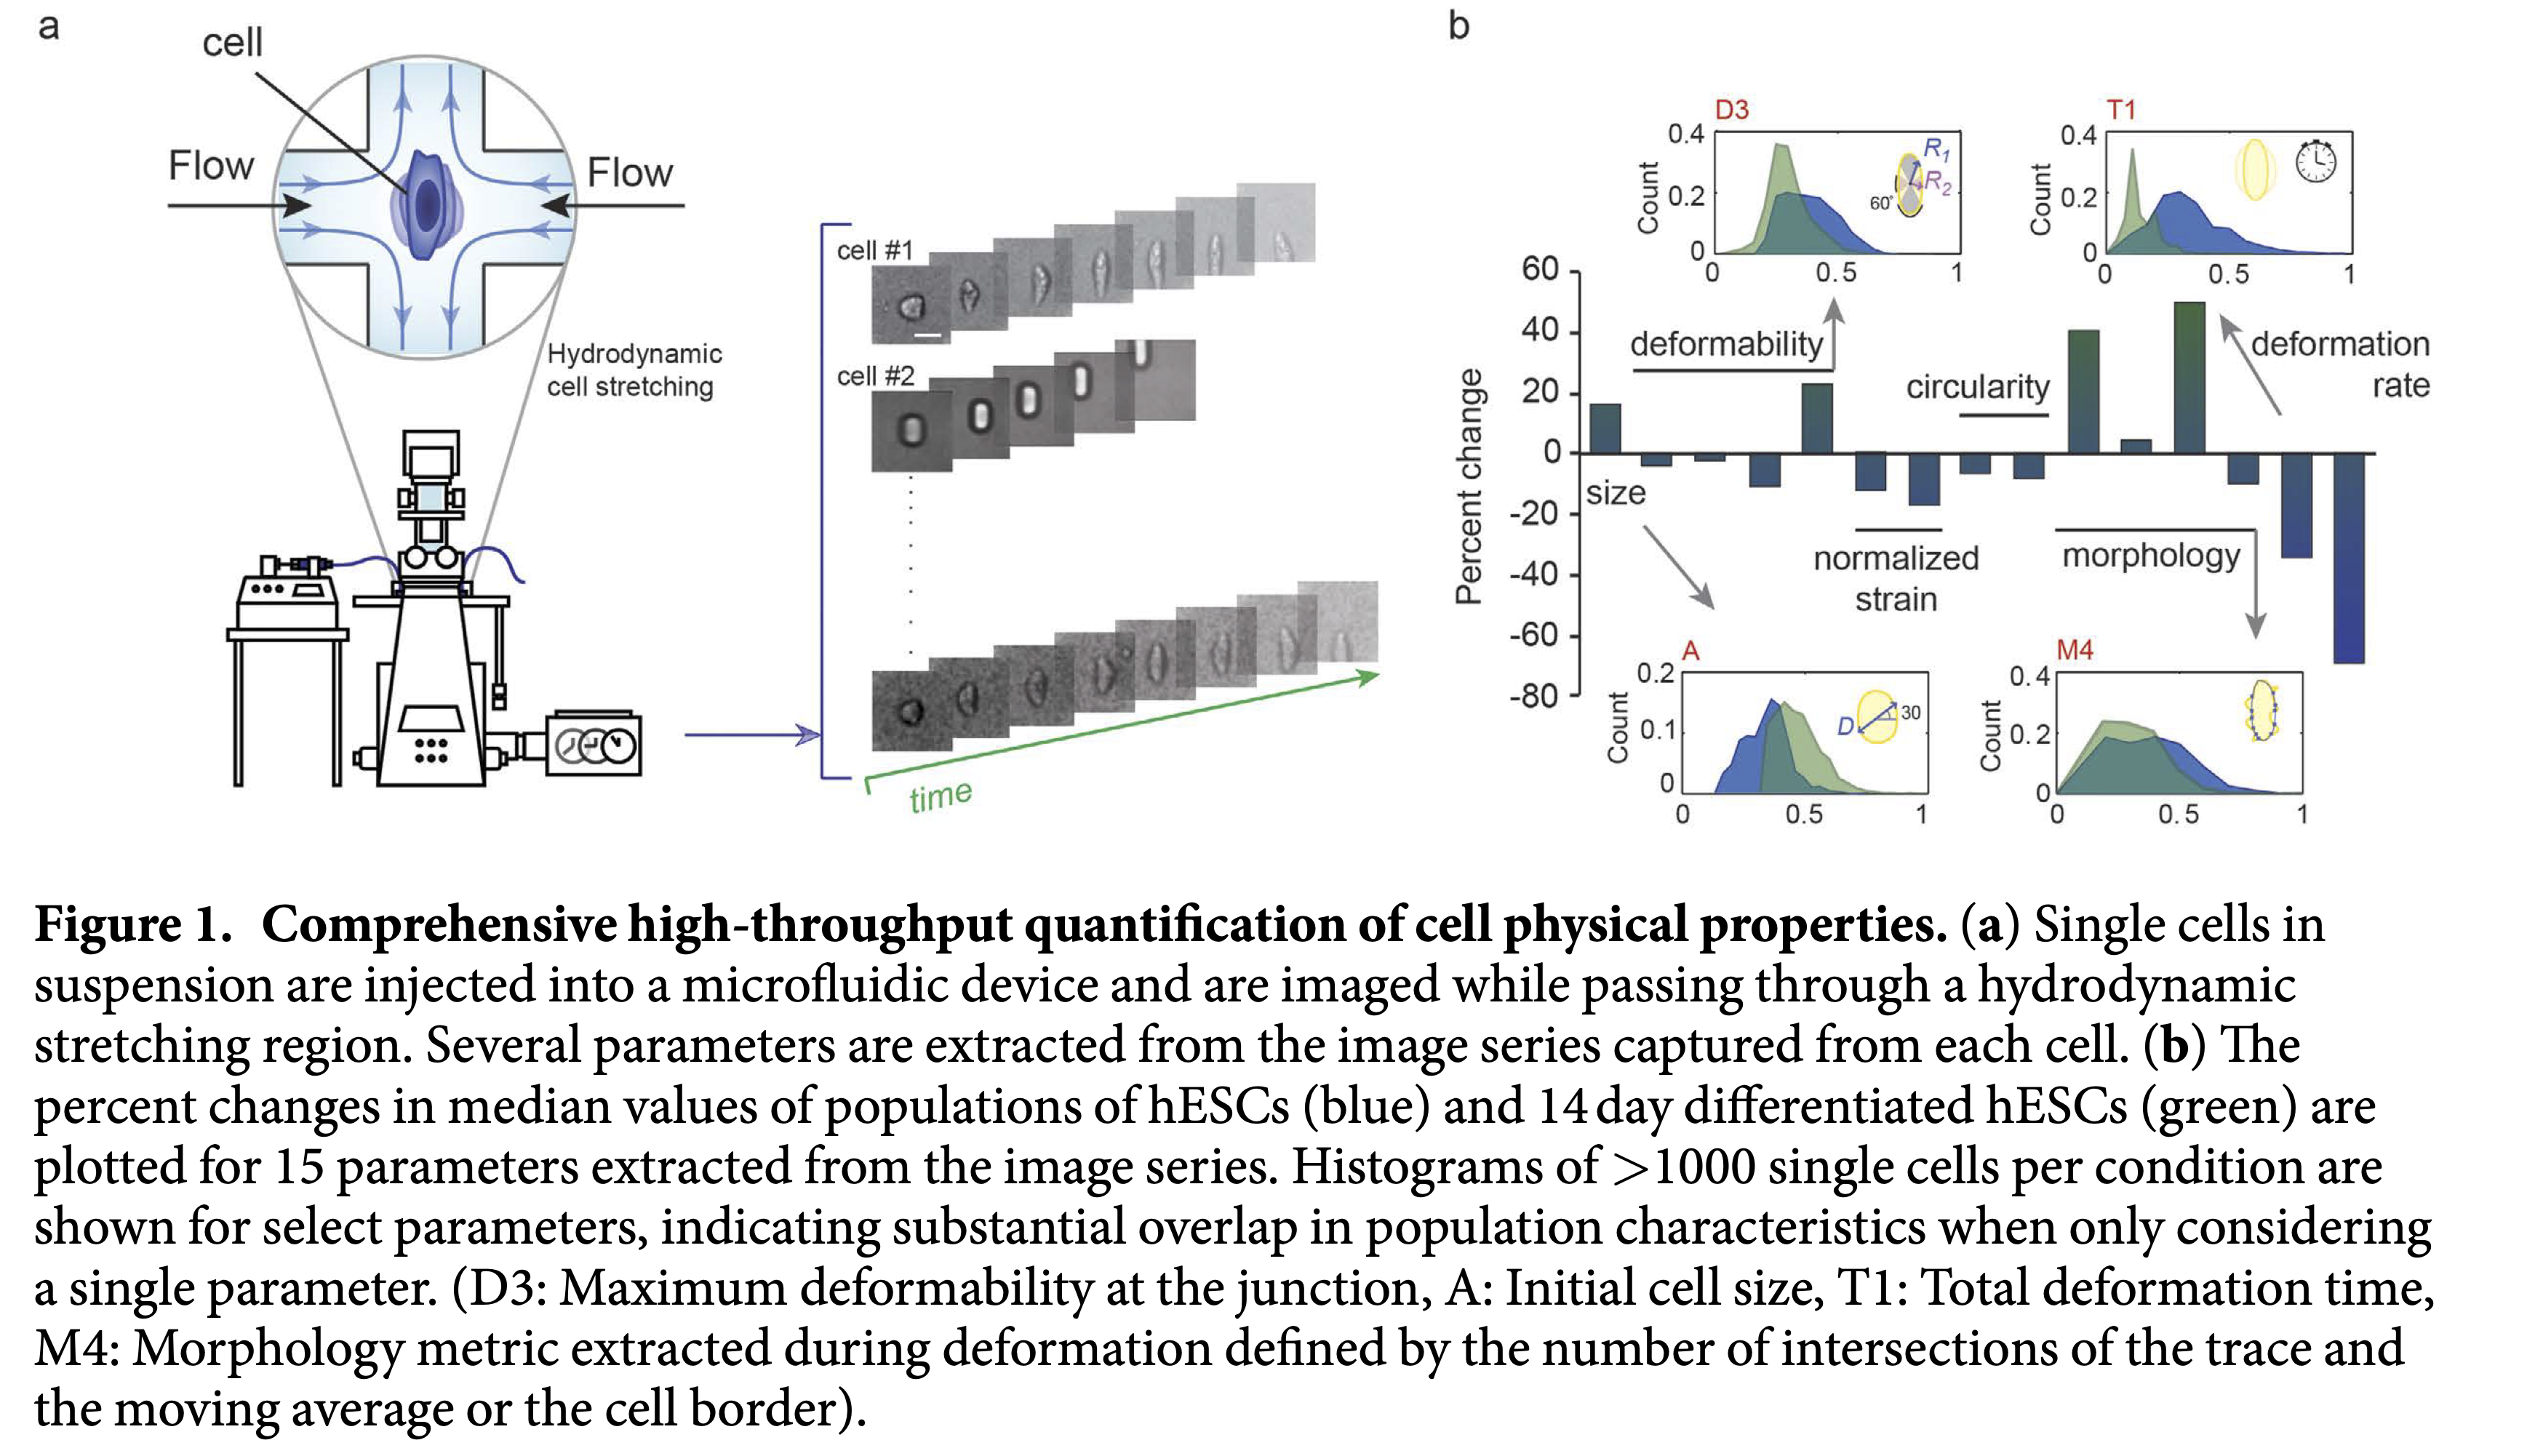 a
cell
Flow
Flow
Hydrodynamic
cell stretching
cell #1
cell #2
time
b
D3
0.4
0.2
0
Count
0
0.5
1
R1
R2
60°
T1
0.4
0.2
0
Count
0
0.5
1
60
40
20
0
-20
-40
-60
-80
Percent change
deformability
circularity
deformation
rate
size
normalized
strain
morphology
A
0.2
0.1
0
Count
0
0.5
1
D
30
M4
0.4
0.2
0
Count
0
0.5
1
Figure 1. Comprehensive high-throughput quantification of cell physical properties. (a) Single cells in
suspension are injected into a microfluidic device and are imaged while passing through a hydrodynamic
stretching region. Several parameters are extracted from the image series captured from each cell. (b) The
percent changes in median values of populations of hESCs (blue) and 14 day differentiated hESCs (green) are
plotted for 15 parameters extracted from the image series. Histograms of >1000 single cells per condition are
shown for select parameters, indicating substantial overlap in population characteristics when only considering
a single parameter. (D3: Maximum deformability at the junction, A: Initial cell size, T1: Total deformation time,
M4: Morphology metric extracted during deformation defined by the number of intersections of the trace and
the moving average or the cell border).